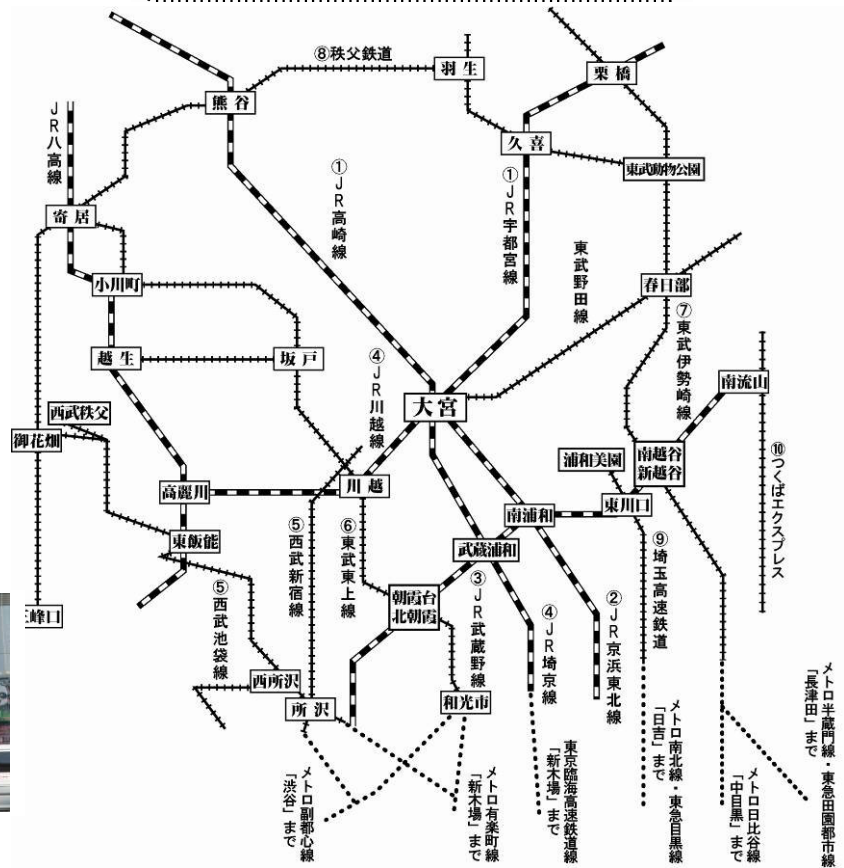 ⑧秩父鉄道
羽生
栗橋
熊谷
JR八高線
久喜
東武動物公園
①JR高崎線
①JR宇都宮線
寄居
東武野田線
小川町
春日部
⑦東武伊勢崎線
越生
坂戸
④JR川越線
南流山
大宮
西武秩父
御花畑
浦和美園
南越谷
新越谷
⑩つくばエクスプレス
高麗川
川越
東川口
南浦和
東飯能
⑤西武新宿線
⑥東武東上線
武蔵浦和
⑨埼玉高速鉄道
③JR武蔵野線
②JR京浜東北線
④JR埼京線
朝霞台
北朝霞
⑤西武池袋線
三峰口
西所沢
所沢
和光市
メトロ副都心線
「渋谷」まで
メトロ有楽町線
「新木場」まで
東京臨海高速鉄道線
「新木場」まで
メトロ南北線・東急目黒線
「日吉」まで
メトロ日比谷線
「中目黒」まで
メトロ半蔵門線・東急田園都市線
「長津田」まで